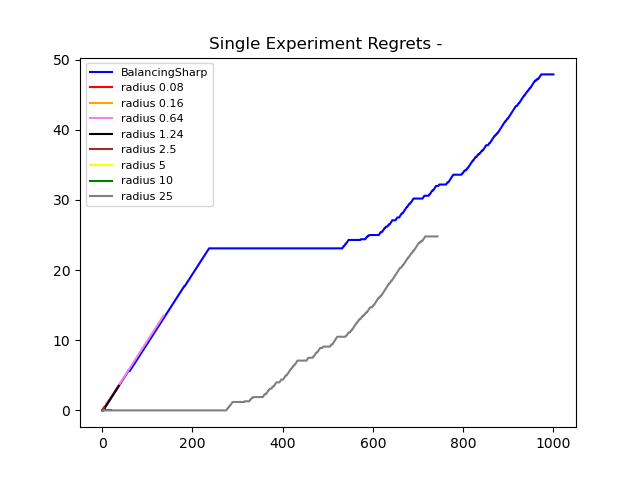 Single Experiment Regrets -
50
40
30
20
10
0
BalancingSharp
radius 0.08
radius 0.16
radius 0.64
radius 1.24
radius 2.5
radius 5
radius 10
radius 25
0 200 400 600 800 1000